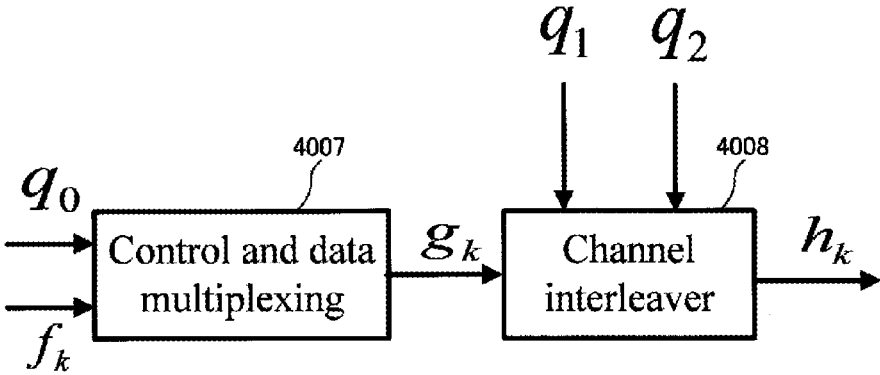 q₁ q₂
4007 4008
q₀
Control and data
multiplexing
gₖ
Channel
interleaver
hₖ
fₖ